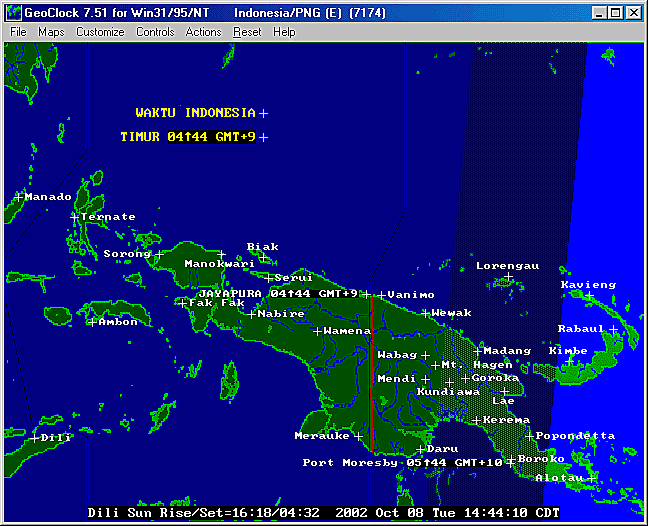 GeoClock 7.51 for Win31/95/NT Indonesia/PNG (E) (7174)
File Maps Customize Controls Actions Reset Help
WAKTU INDONESIA
TIMUR 04↑44 GMT+9
Manado
Ternate
Biak
Sorong
Manokwari
Lorengau
Serui
Kavieng
JAYAPURA 04↑44 GMT+9
Vanimo
Fak Fak
Nabire
Wewak
Ambon
Wamena
Rabaul
Wabag
Madang
Kimbe
Mt. Hagen
Mendi
Goroka
Kundiawa
Lae
Kerema
Dili
Merauke
Popondetta
Daru
Port Moresby 05↑44 GMT+10
Boroko
Alotau
Dili Sun Rise/Set=16:18/04:32 2002 Oct 08 Tue 14:44:10 CDT